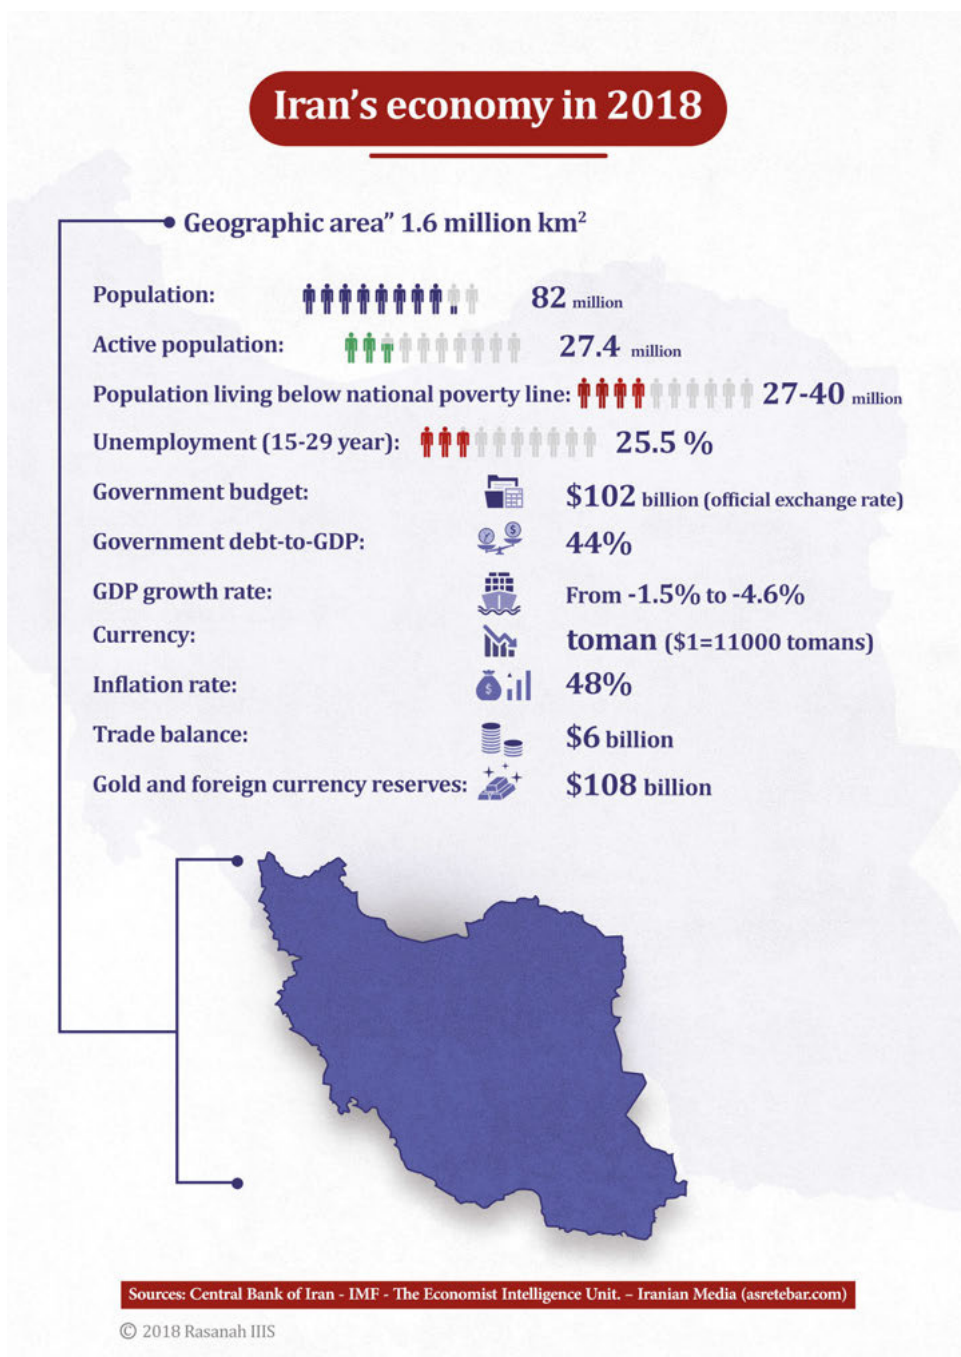 Iran's economy in 2018
Geographic area” 1.6 million km²
Population: 82 million
Active population: 27.4 million
Population living below national poverty line: 27-40 million
Unemployment (15-29 year): 25.5 %
Government budget: $102 billion (official exchange rate)
Government debt-to-GDP: 44%
GDP growth rate: From -1.5% to -4.6%
Currency: toman ($1=11000 tomans)
Inflation rate: 48%
Trade balance: $6 billion
Gold and foreign currency reserves: $108 billion
Sources: Central Bank of Iran - IMF - The Economist Intelligence Unit. – Iranian Media (asretebar.com)
© 2018 Rasanah IIIS